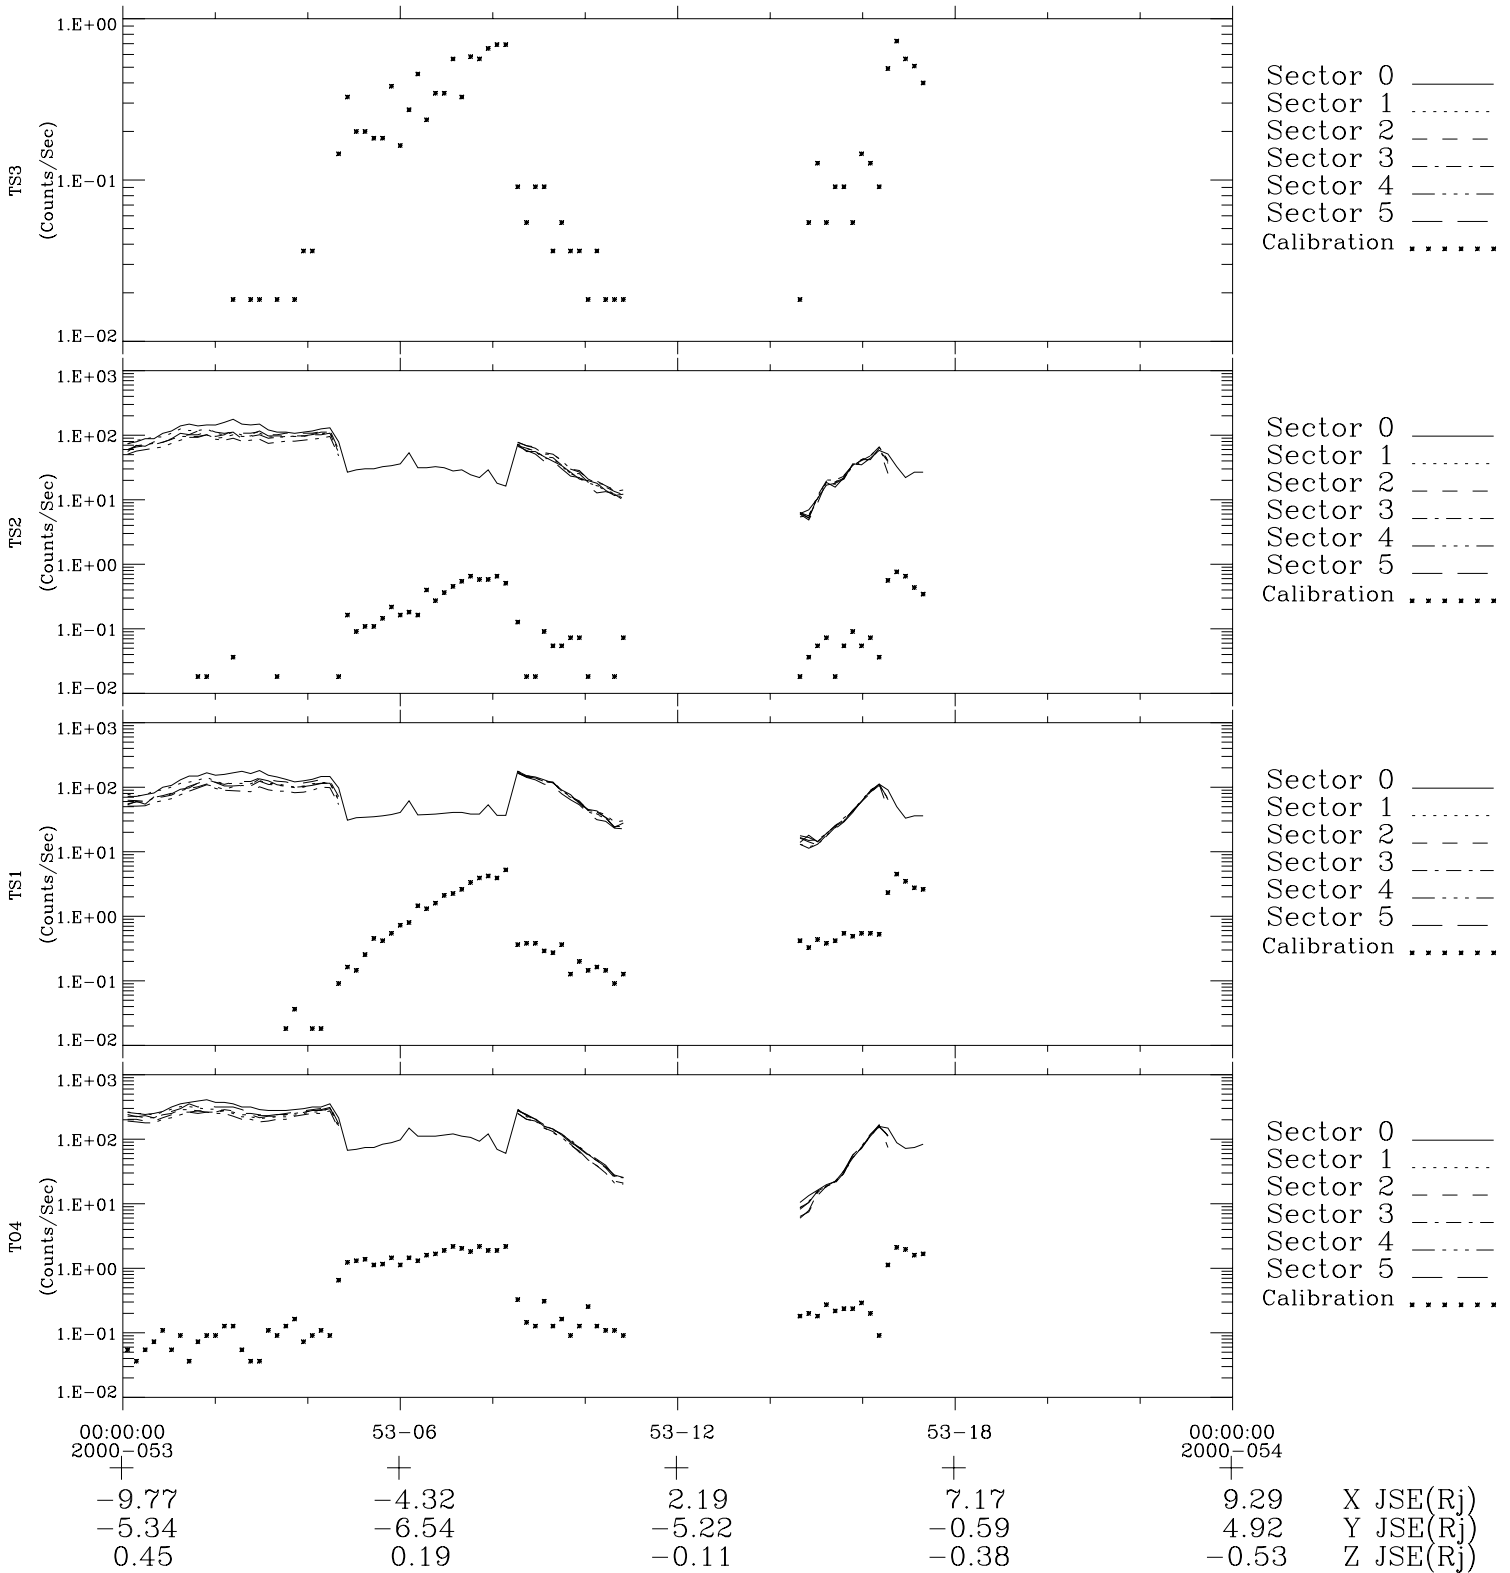 1.E+00
1.E-01
1.E-02
TS3
(Counts/Sec)
Sector 0
Sector 1
Sector 2
Sector 3
Sector 4
Sector 5
Calibration
1.E+03
1.E+02
1.E+01
1.E+00
1.E-01
1.E-02
TS2
(Counts/Sec)
Sector 0
Sector 1
Sector 2
Sector 3
Sector 4
Sector 5
Calibration
1.E+03
1.E+02
1.E+01
1.E+00
1.E-01
1.E-02
TS1
(Counts/Sec)
Sector 0
Sector 1
Sector 2
Sector 3
Sector 4
Sector 5
Calibration
1.E+03
1.E+02
1.E+01
1.E+00
1.E-01
1.E-02
TO4
(Counts/Sec)
Sector 0
Sector 1
Sector 2
Sector 3
Sector 4
Sector 5
Calibration
00:00:00 53-06 53-12 53-18 00:00:00
2000-053 2000-054
-9.77 -4.32 2.19 7.17 9.29 X JSE(Rj)
-5.34 -6.54 -5.22 -0.59 4.92 Y JSE(Rj)
0.45 0.19 -0.11 -0.38 -0.53 Z JSE(Rj)